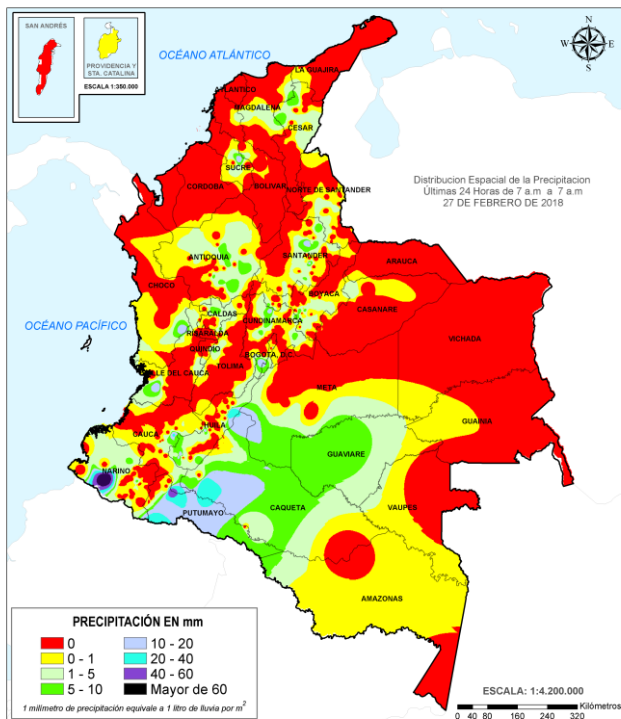 SAN ANDRÉS
PROVIDENCIA Y
STA. CATALINA
ESCALA 1:350.000
OCÉANO ATLÁNTICO
N
W
E
S
LA GUAJIRA
ATLANTICO
MAGDALENA
CESAR
SUCRE
CORDOBA
BOLIVAR
NORTE DE SANTANDER
Distribucion Espacial de la Precipitacion
Últimas 24 Horas de 7 a.m a 7 a.m
27 DE FEBRERO DE 2018
ANTIOQUIA
SANTANDER
ARAUCA
CHOCO
BOYACA
CASANARE
OCÉANO PACÍFICO
CALDAS
CUNDINAMARCA
RISARALDA
VICHADA
QUINDIO
BOGOTA, D.C.
TOLIMA
VALLE DEL CAUCA
META
GUAINIA
CAUCA
HUILA
GUAVIARE
NARIÑO
CAQUETA
VAUPES
PUTUMAYO
AMAZONAS
PRECIPITACIÓN EN mm
0
10 - 20
0 - 1
20 - 40
1 - 5
40 - 60
5 - 10
Mayor de 60
1 milimetro de precipitación equivale a 1 litro de lluvia por m²
ESCALA: 1:4.200.000
Kilómetros
0 40 80 160 240 320